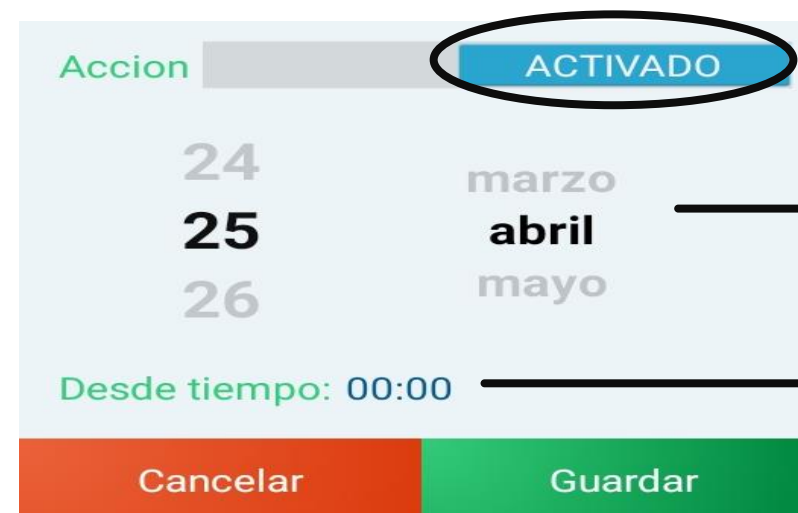 Accion ACTIVADO
24 marzo
25 abril
26 mayo
Desde tiempo: 00:00
Cancelar Guardar